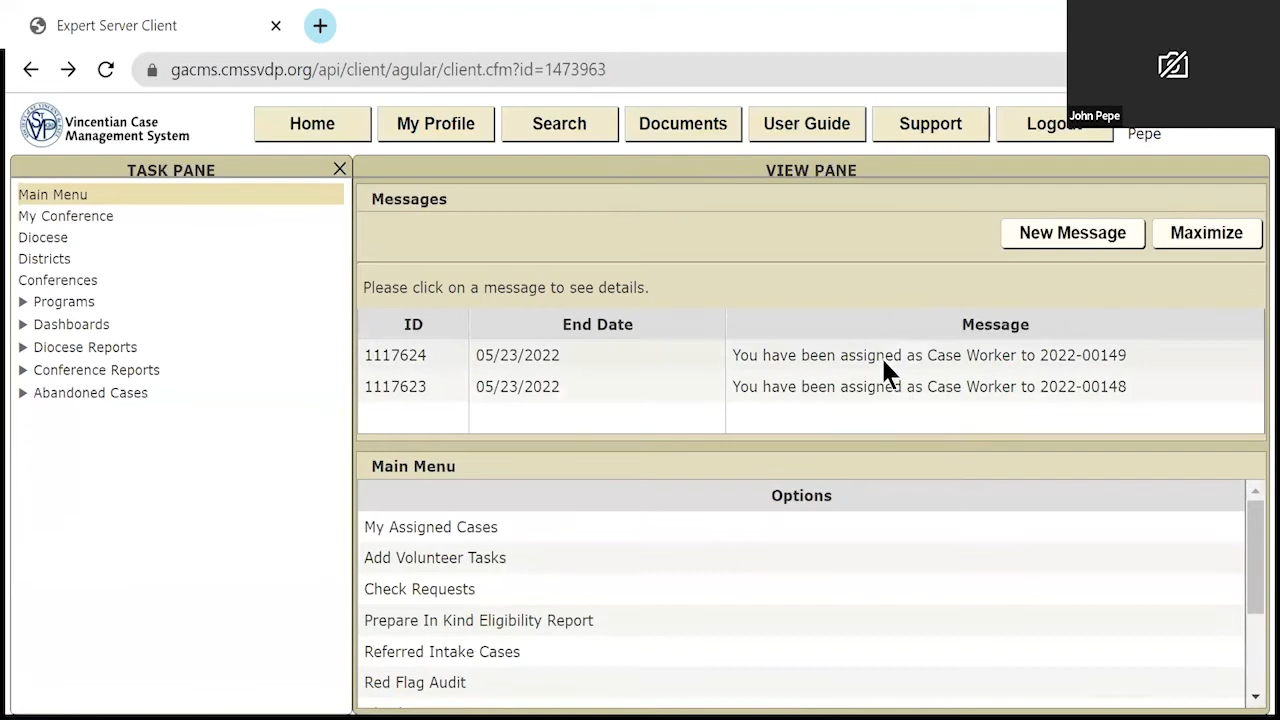 Expert Server Client
gacms.cmssvdp.org/api/client/agular/client.cfm?id=1473963
John Pepe
Pepe
SVdP
Vincentian Case
Management System
Home
My Profile
Search
Documents
User Guide
Support
TASK PANE
Main Menu
My Conference
Diocese
Districts
Conferences
Programs
Dashboards
Diocese Reports
Conference Reports
Abandoned Cases
VIEW PANE
Messages
New Message
Maximize
Please click on a message to see details.
ID End Date Message
1117624 05/23/2022 You have been assigned as Case Worker to 2022-00149
1117623 05/23/2022 You have been assigned as Case Worker to 2022-00148
Main Menu
Options
My Assigned Cases
Add Volunteer Tasks
Check Requests
Prepare In Kind Eligibility Report
Referred Intake Cases
Red Flag Audit